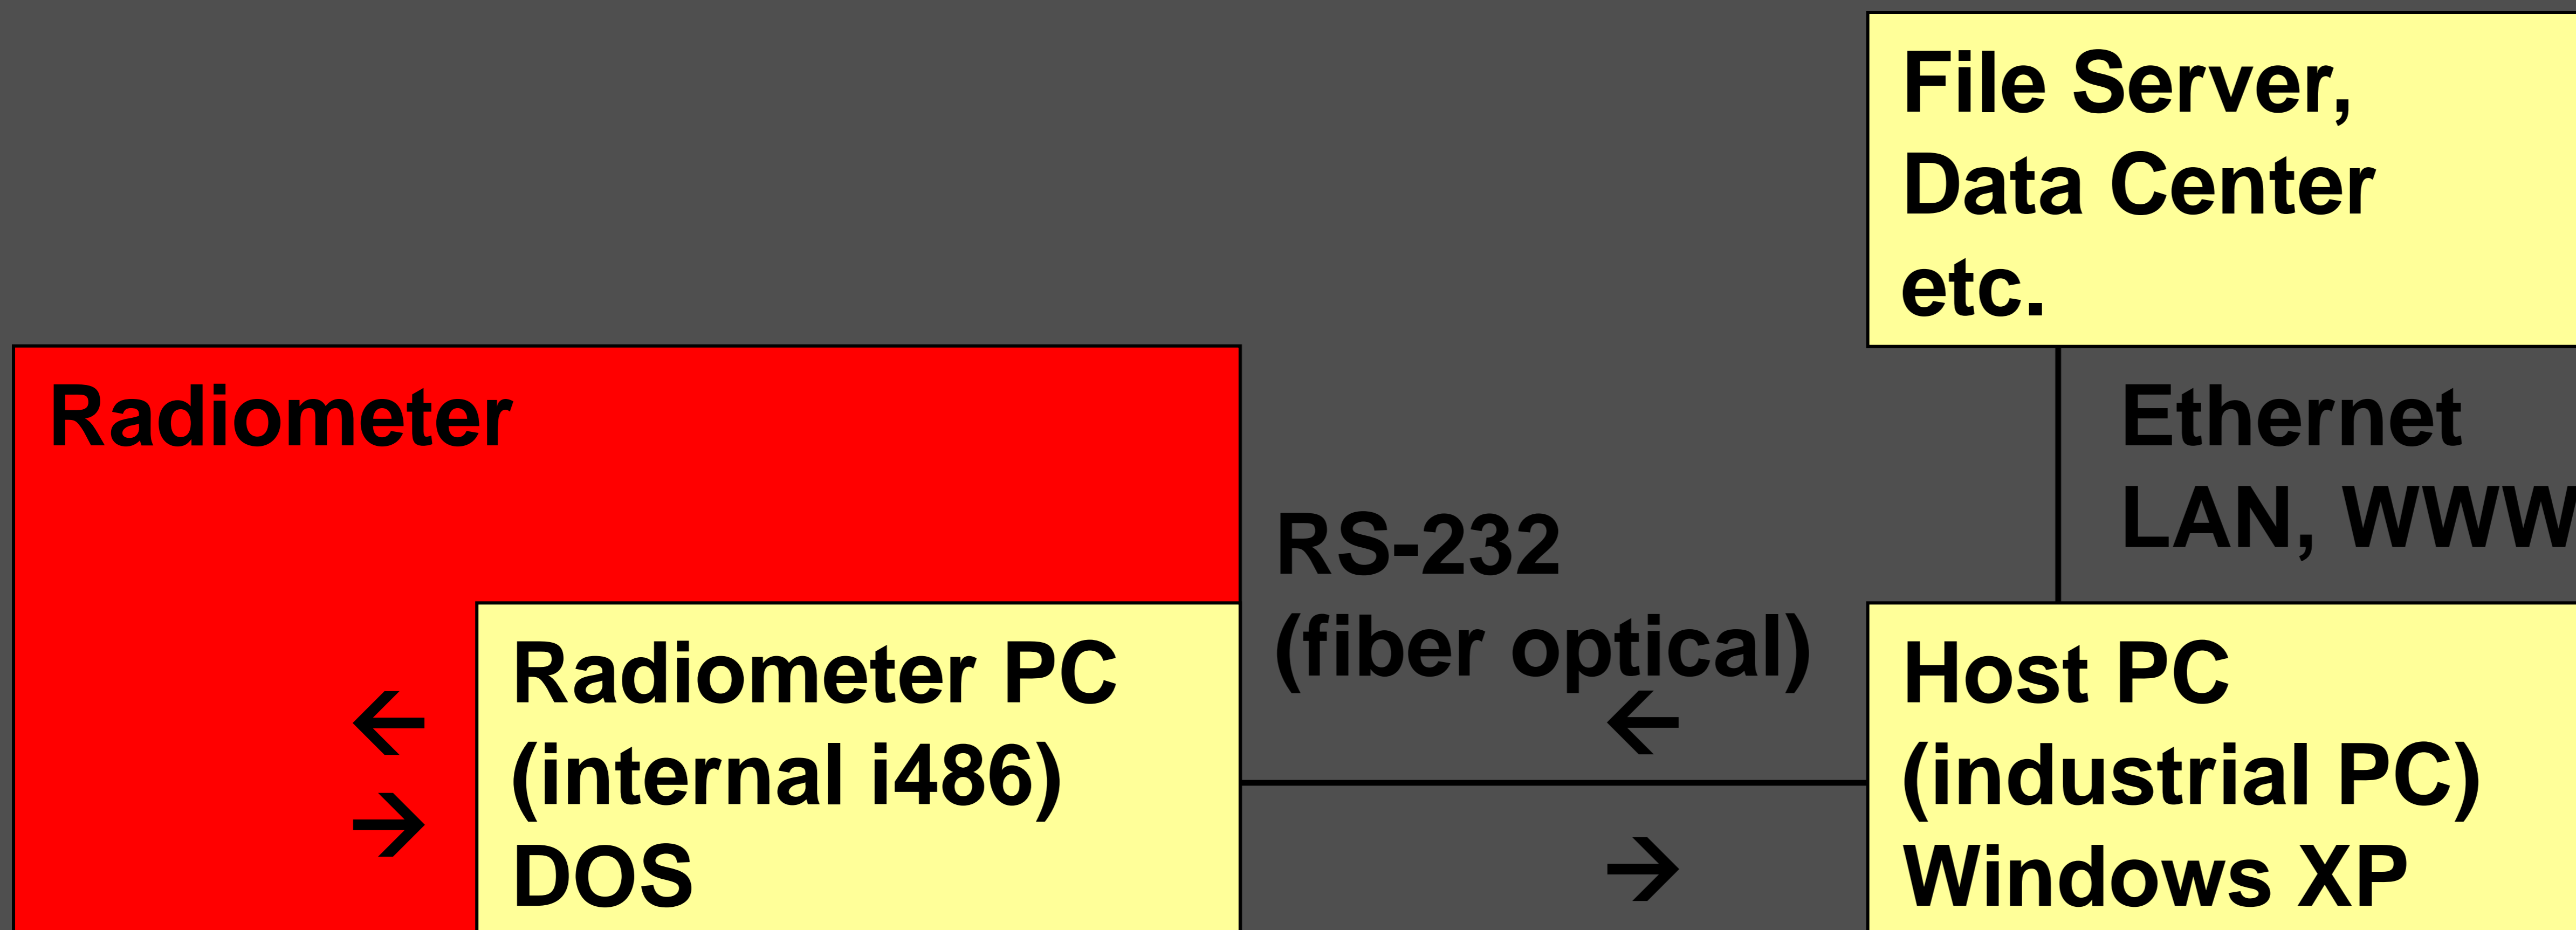 File Server,
Data Center
etc.
Radiometer
Ethernet
LAN, WWW
RS-232
(fiber optical)
Radiometer PC
(internal i486)
DOS
←
→
←
→
Host PC
(industrial PC)
Windows XP